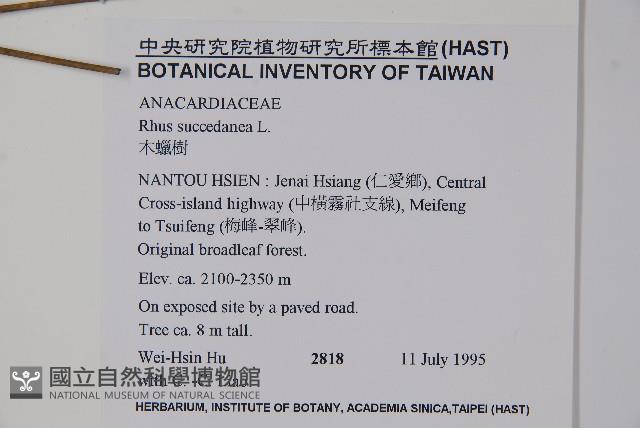 中央研究院植物研究所標本館(HAST)
BOTANICAL INVENTORY OF TAIWAN
ANACARDIACEAE
Rhus succedanea L.
木蠟樹
NANTOU HSIEN : Jenai Hsiang (仁愛鄉), Central
Cross-island highway (中橫霧社支線), Meifeng
to Tsuifeng (梅峰-翠峰).
Original broadleaf forest.
Elev. ca. 2100-2350 m
On exposed site by a paved road.
Tree ca. 8 m tall.
Wei-Hsin Hu 2818 11 July 1995
with
國立自然科學博物館
NATIONAL MUSEUM OF NATURAL SCIENCE
HERBARIUM, INSTITUTE OF BOTANY, ACADEMIA SINICA,TAIPEI (HAST)